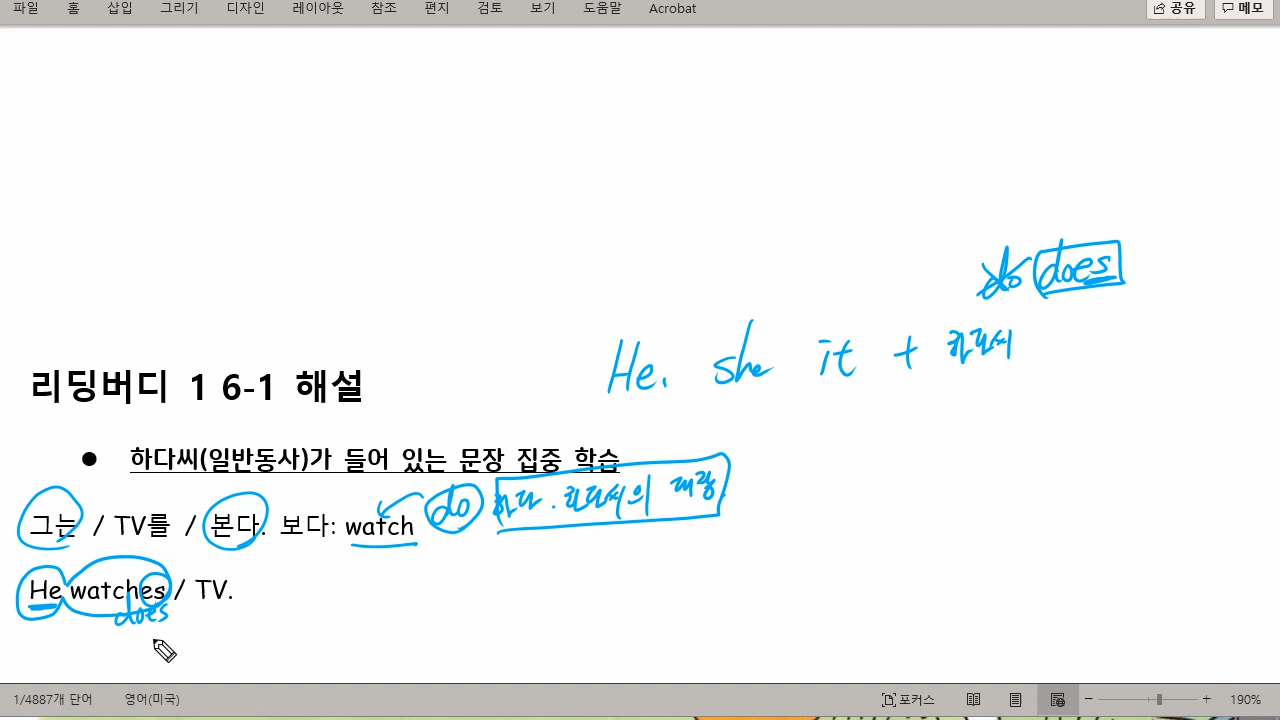 파일 홈 삽입 그리기 디자인 레이아웃 참조 편지 검토 보기 도움말 Acrobat 공유 메모
do does
He. she it + 하다씨
리딩버디 1 6-1 해설
● 하다씨(일반동사)가 들어 있는 문장 집중 학습
그는 / TV를 / 본다. 보다: watch do 하다. 하다씨의 대장.
He watches / TV.
does
1/4887개 단어 영어(미국) 포커스 190%